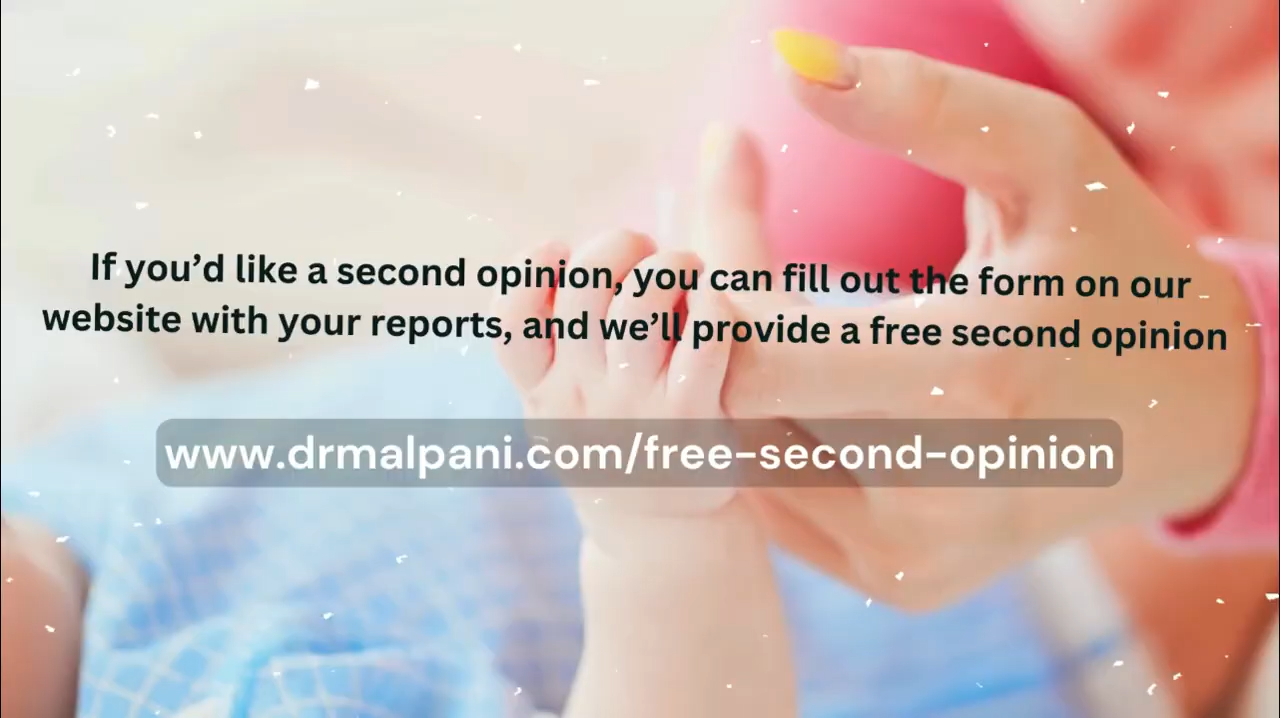 If you’d like a second opinion, you can fill out the form on our
website with your reports, and we’ll provide a free second opinion
www.drmalpani.com/free-second-opinion